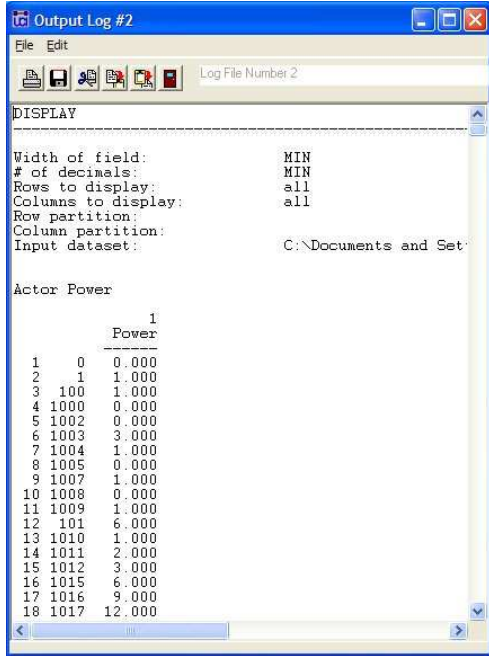 Output Log #2
File Edit
Log File Number 2
DISPLAY
--------------------------------------------------------------------
Width of field: MIN
# of decimals: MIN
Rows to display: all
Columns to display: all
Row partition:
Column partition:
Input dataset: C:\Documents and Set
Actor Power
1
Power
------
1 0 0.000
2 1 1.000
3 100 1.000
4 1000 0.000
5 1002 0.000
6 1003 3.000
7 1004 1.000
8 1005 0.000
9 1007 1.000
10 1008 0.000
11 1009 1.000
12 101 6.000
13 1010 1.000
14 1011 2.000
15 1012 3.000
16 1015 6.000
17 1016 9.000
18 1017 12.000